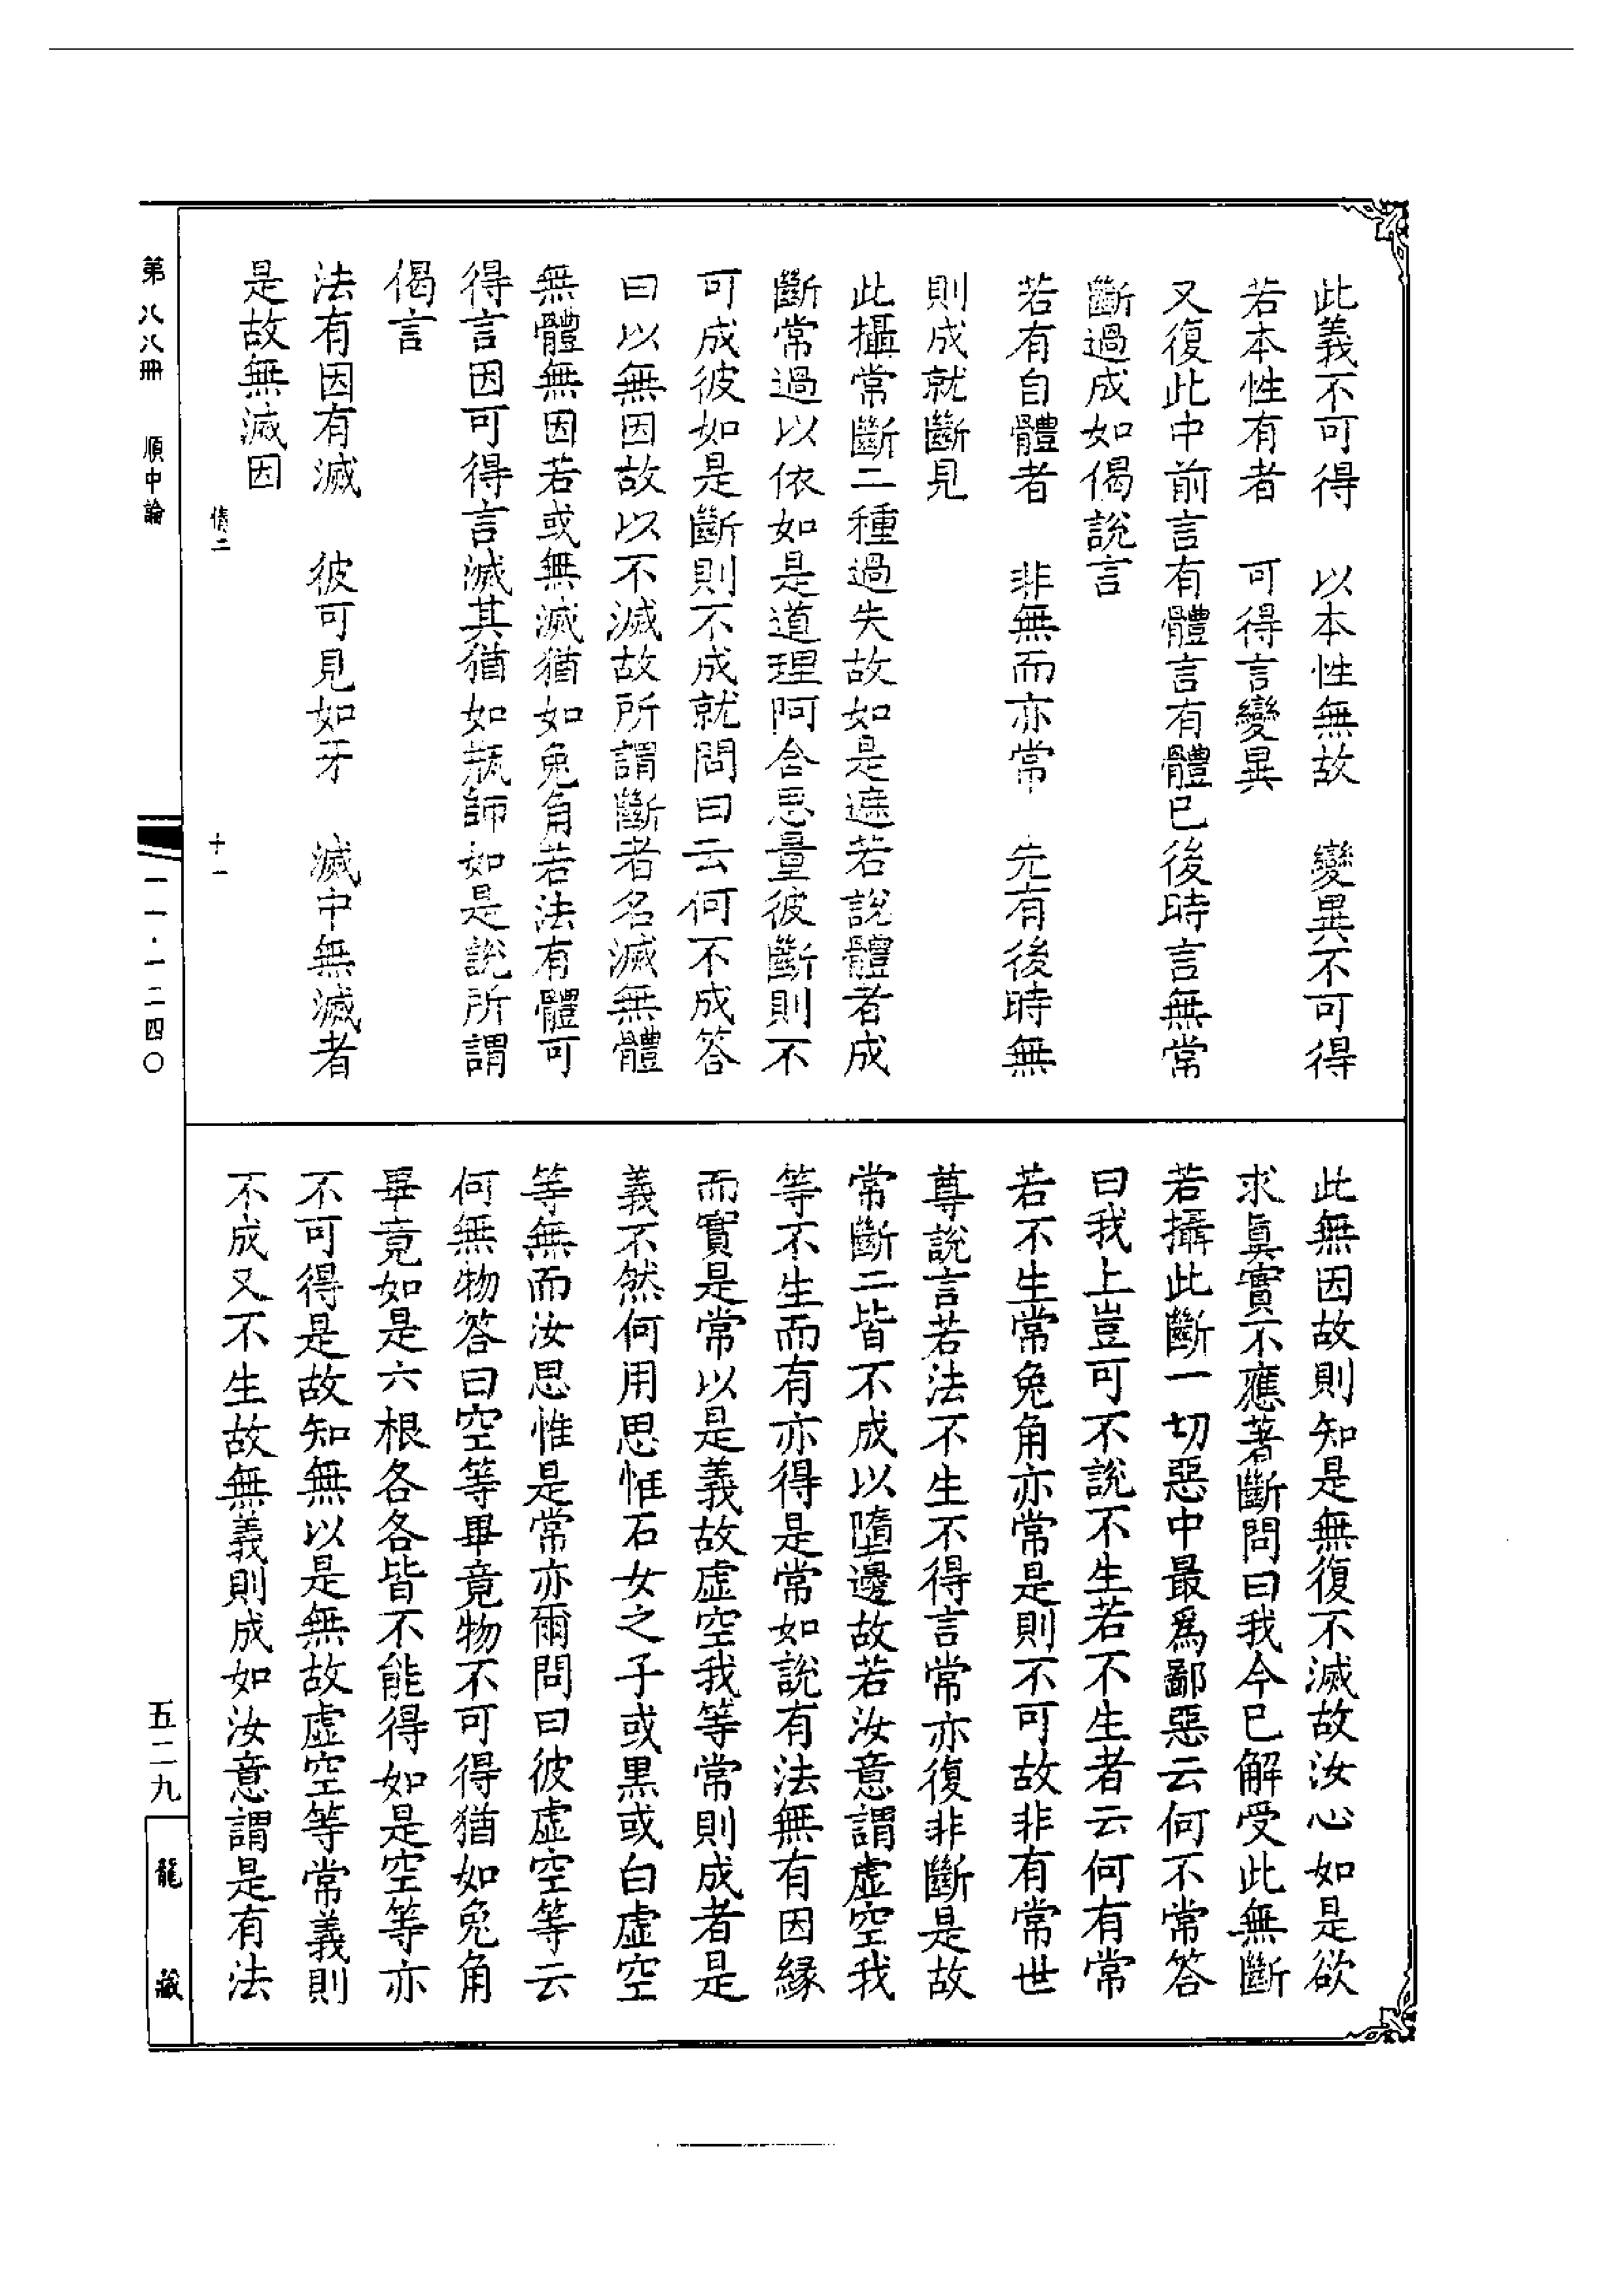 此義不可得　以本性無故　變異不可得
若本性有者　可得言變異
又復此中前言有體言有體已後時言無常
斷過成如偈說言
若有自體者　非無而亦常　先有後時無
則成就斷見
此攝常斷二種過失故如是遮若說體者成
斷常過以依如是道理阿含思量彼斷則不
可成彼如是斷則不成就問曰云何不成答
曰以無因故以不滅故所謂斷者名滅無體
無體無因若或無滅猶如兔角若法有體可
得言因可得言滅其猶如瓶師如是說所謂
偈言
法有因有滅　彼可見如牙　滅中無滅者
是故無滅因
此無因故則知是無復不滅故汝心如是欲
求眞實不應著斷問曰我今已解受此無斷
若攝此斷一切惡中最爲鄙惡云何不常答
曰我上豈可不說不生若不生者云何有常
若不生常兔角亦常是則不可故非有常世
尊說言若法不生不得言常亦復非斷是故
常斷二皆不成以墮邊故若汝意謂虛空我
等不生而有亦得是常如說有法無有因緣
而實是常以是義故虛空我等常則成者是
義不然何用思惟石女之子或黑或白虛空
等無而汝思惟是常亦爾問曰彼虛空等云
何無物答曰空等畢竟物不可得猶如兔角
畢竟如是六根各各皆不能得如是空等亦
不可得是故知無以是無故虛空等常義則
不成又不生故無義則成如汝意謂是有法
第八八冊　順中論
十一
一一·一二四〇
五二九
龍藏